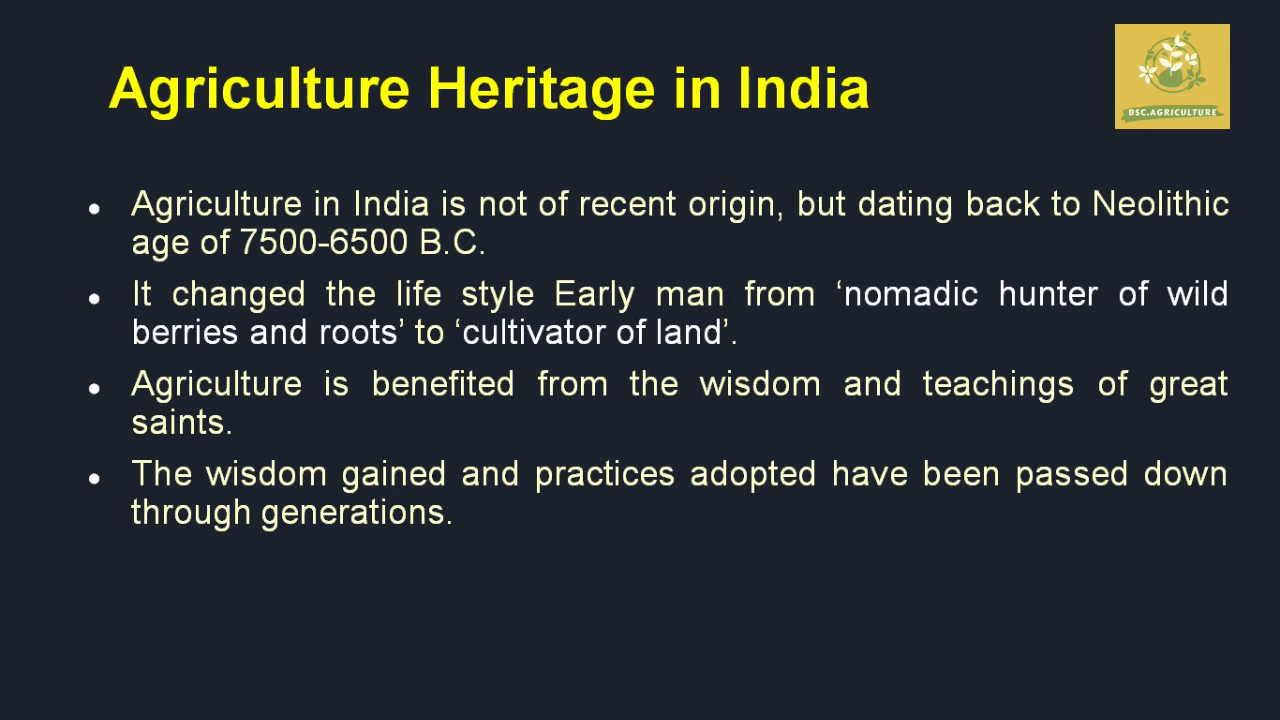 Agriculture Heritage in India
BSC.AGRICULTURE
● Agriculture in India is not of recent origin, but dating back to Neolithic
age of 7500-6500 B.C.
● It changed the life style Early man from ‘nomadic hunter of wild
berries and roots’ to ‘cultivator of land’.
● Agriculture is benefited from the wisdom and teachings of great
saints.
● The wisdom gained and practices adopted have been passed down
through generations.